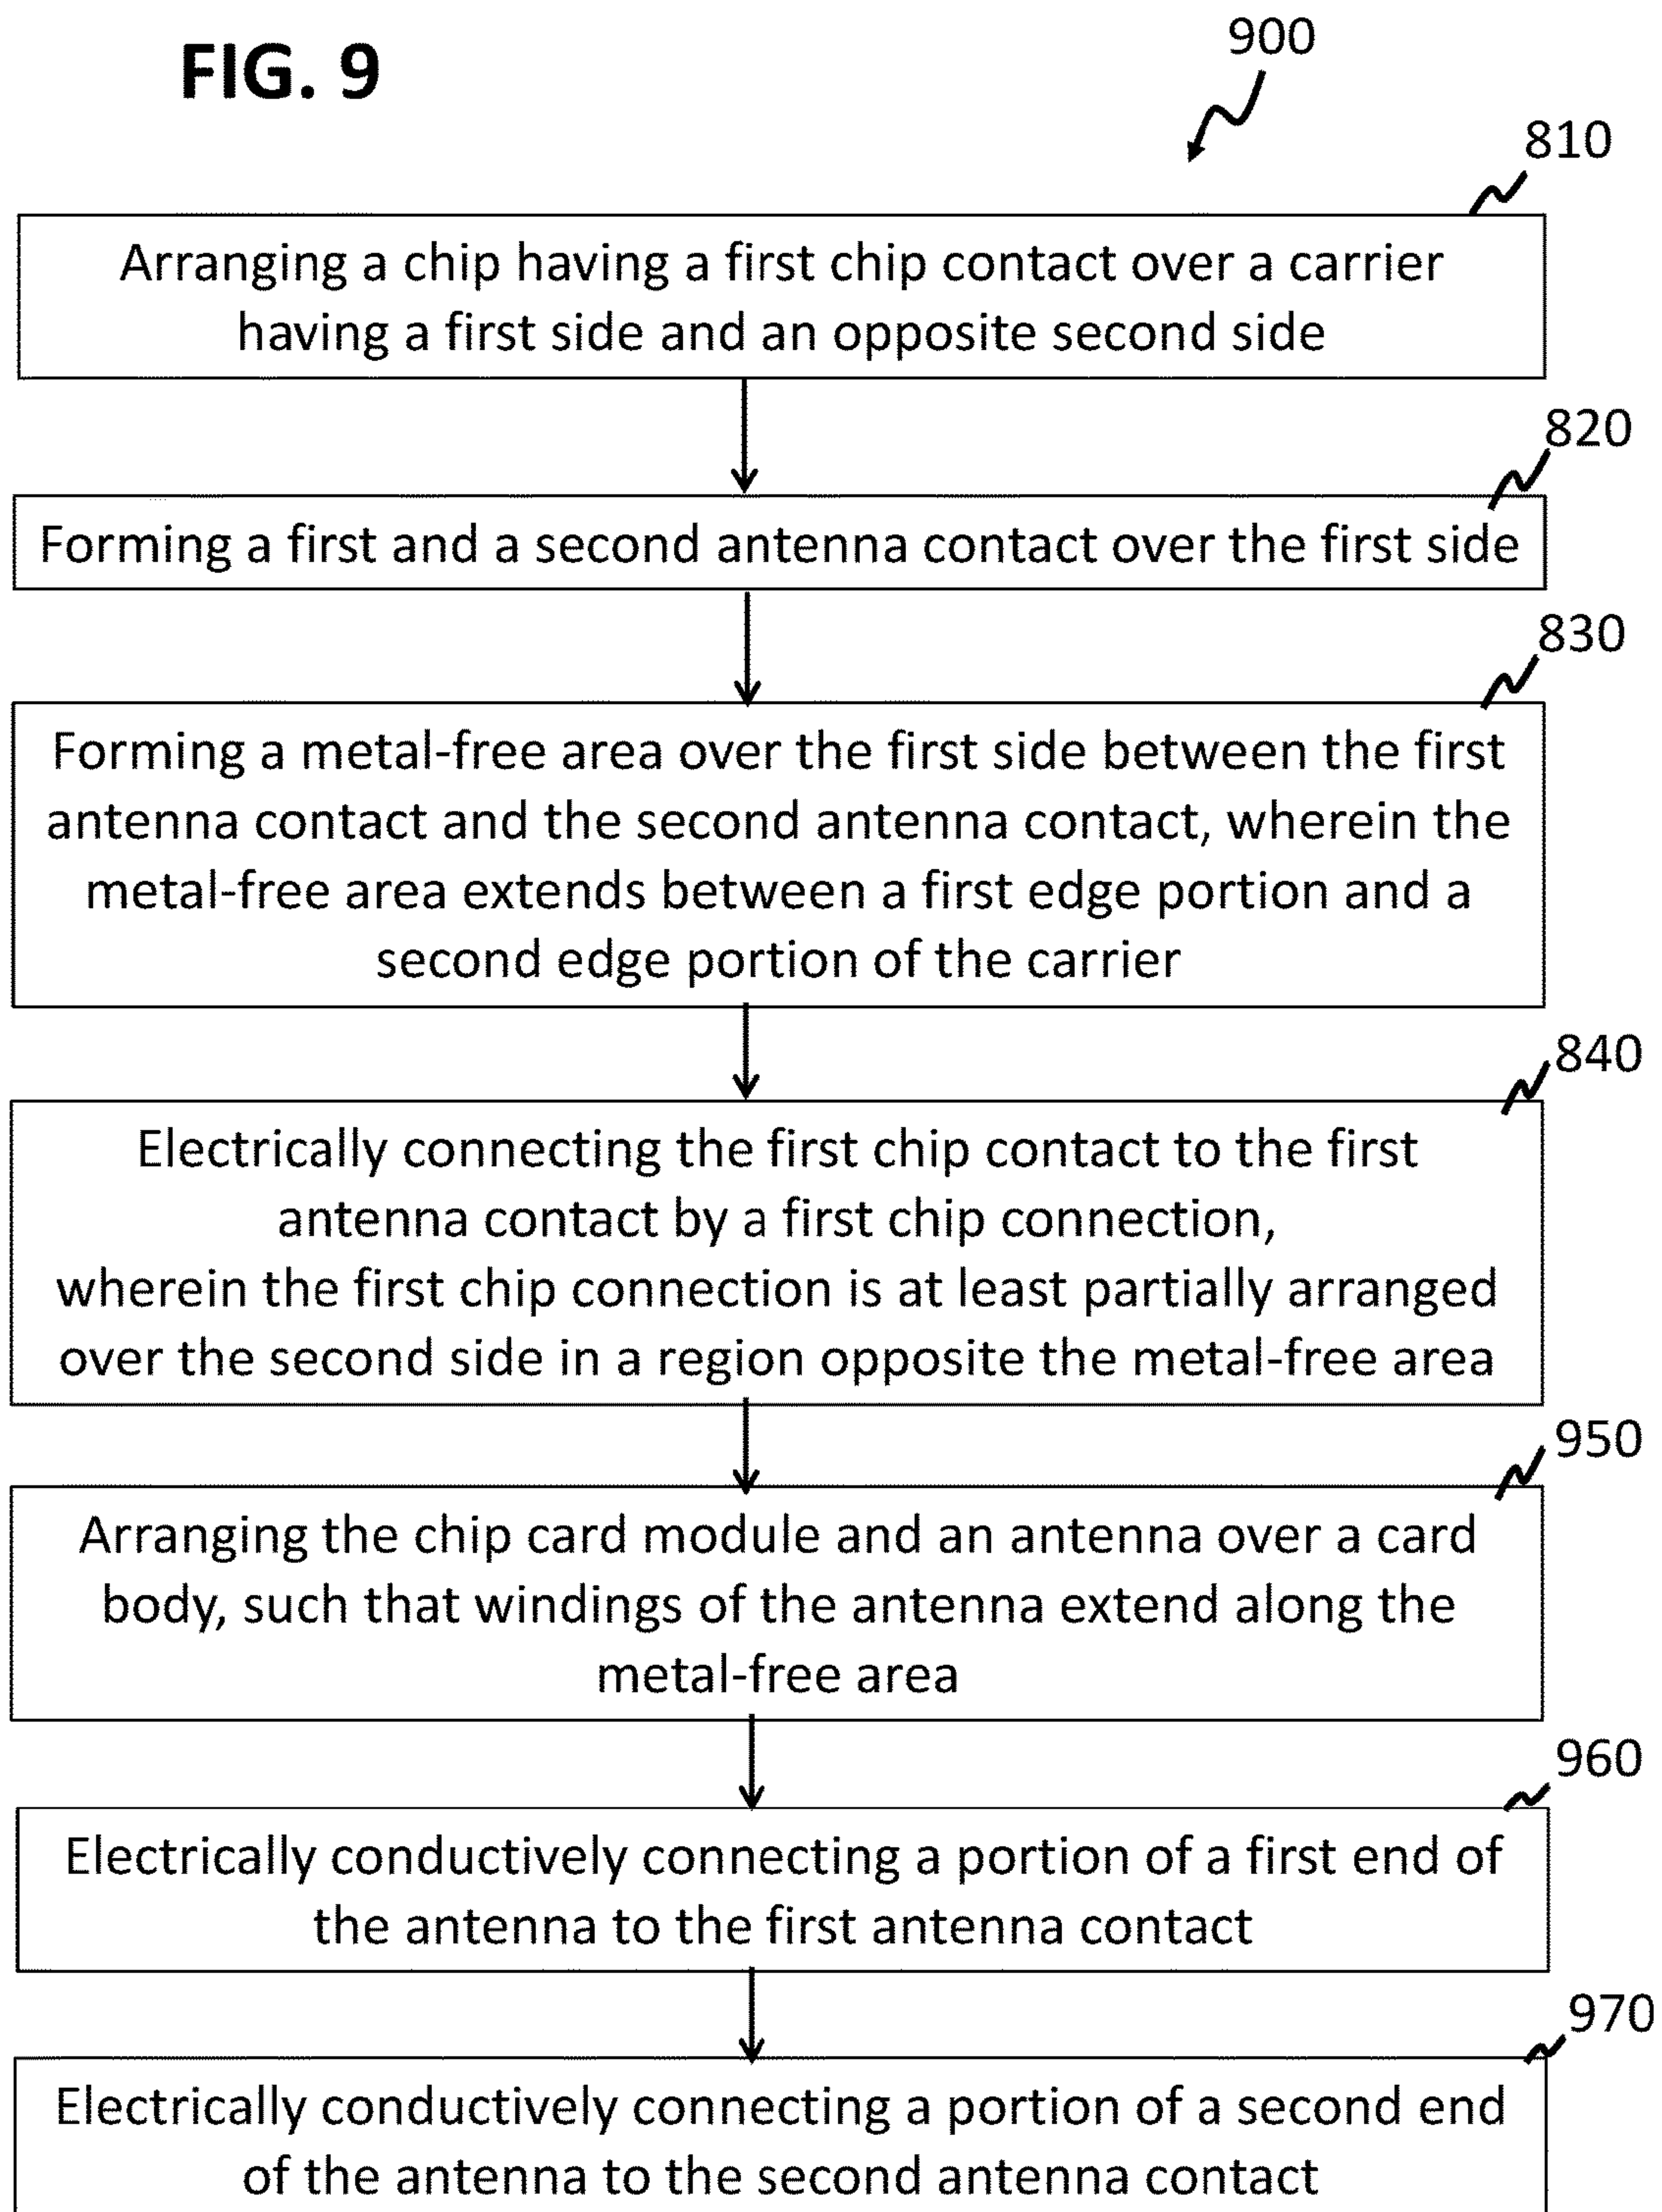 FIG. 9
900
810
Arranging a chip having a first chip contact over a carrier
having a first side and an opposite second side
820
Forming a first and a second antenna contact over the first side
830
Forming a metal-free area over the first side between the first
antenna contact and the second antenna contact, wherein the
metal-free area extends between a first edge portion and a
second edge portion of the carrier
840
Electrically connecting the first chip contact to the first
antenna contact by a first chip connection,
wherein the first chip connection is at least partially arranged
over the second side in a region opposite the metal-free area
950
Arranging the chip card module and an antenna over a card
body, such that windings of the antenna extend along the
metal-free area
960
Electrically conductively connecting a portion of a first end of
the antenna to the first antenna contact
970
Electrically conductively connecting a portion of a second end
of the antenna to the second antenna contact